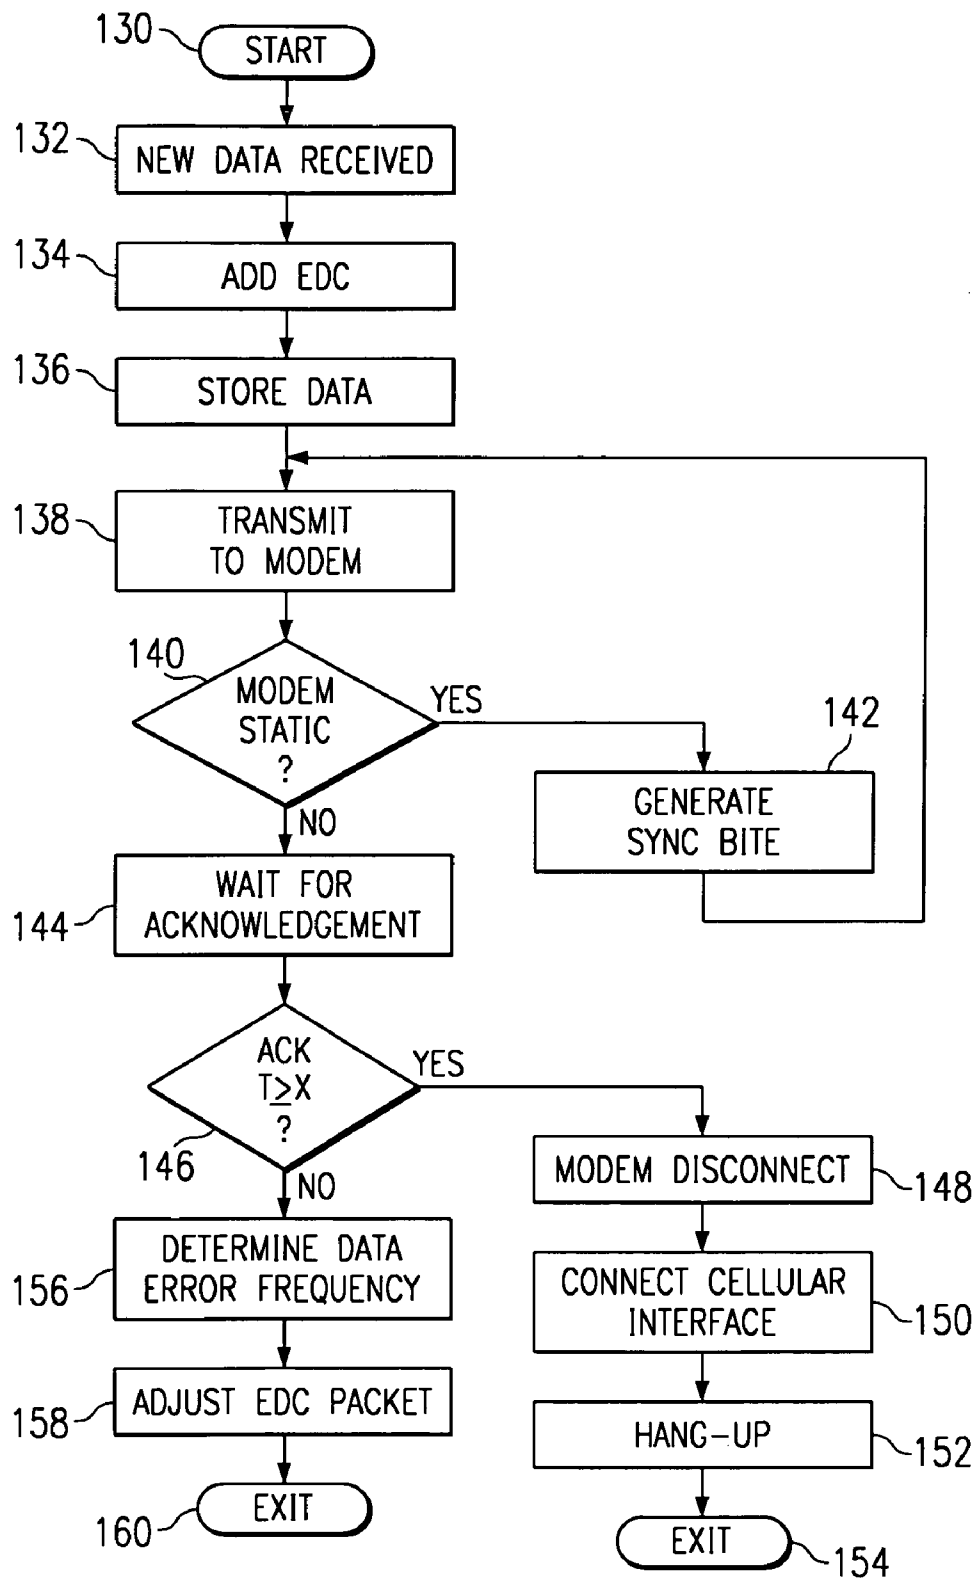 130
START
132
NEW DATA RECEIVED
134
ADD EDC
136
STORE DATA
138
TRANSMIT
TO MODEM
140
MODEM
STATIC
?
YES
NO
142
GENERATE
SYNC BITE
144
WAIT FOR
ACKNOWLEDGEMENT
ACK
T≥X
?
YES
146
NO
MODEM DISCONNECT
148
156
DETERMINE DATA
ERROR FREQUENCY
CONNECT CELLULAR
INTERFACE
150
158
ADJUST EDC PACKET
HANG-UP
152
160
EXIT
EXIT
154